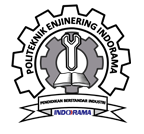 POLITEKNIK ENJINERING INDORAMA
PENDIDIKAN BERSTANDAR INDUSTRI
INDORAMA